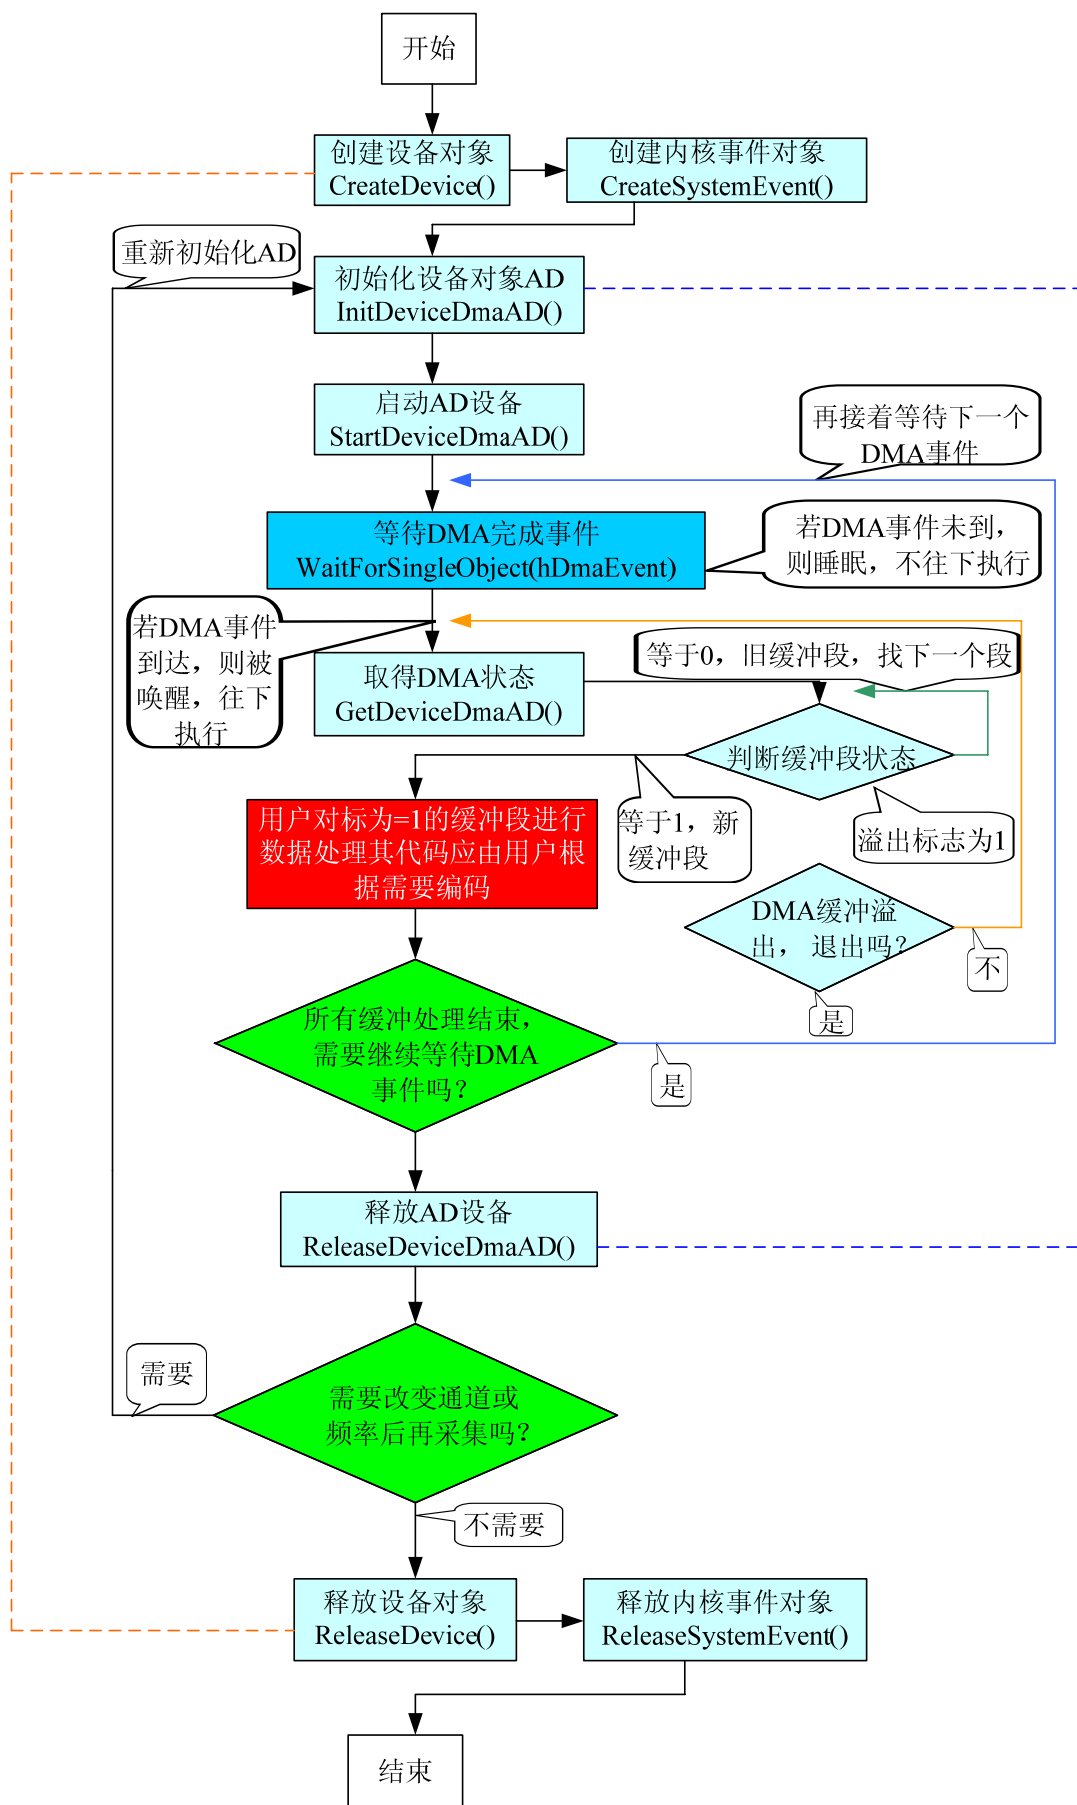 开始
创建设备对象
CreateDevice()
创建内核事件对象
CreateSystemEvent()
重新初始化AD
初始化设备对象AD
InitDeviceDmaAD()
启动AD设备
StartDeviceDmaAD()
再接着等待下一个
DMA事件
等待DMA完成事件
WaitForSingleObject(hDmaEvent)
若DMA事件未到，
则睡眠，不往下执行
若DMA事件
到达，则被
唤醒，往下
执行
取得DMA状态
GetDeviceDmaAD()
等于0，旧缓冲段，找下一个段
判断缓冲段状态
用户对标为=1的缓冲段进行
数据处理其代码应由用户根
据需要编码
等于1，新
缓冲段
溢出标志为1
DMA缓冲溢
出， 退出吗？
不
是
所有缓冲处理结束，
需要继续等待DMA
事件吗？
是
释放AD设备
ReleaseDeviceDmaAD()
需要
需要改变通道或
频率后再采集吗？
不需要
释放设备对象
ReleaseDevice()
释放内核事件对象
ReleaseSystemEvent()
结束